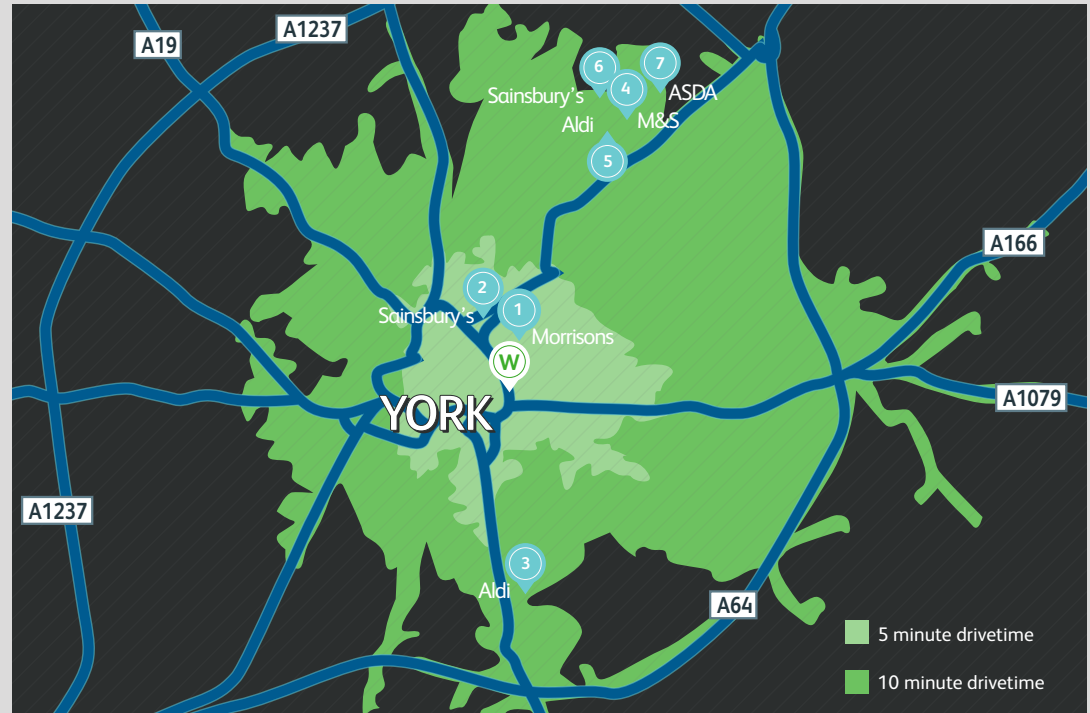 A1237
A19
6
7
4
Sainsbury's
ASDA
Aldi
M&S
5
A166
2
1
Sainsbury's
Morrisons
W
A1079
YORK
A1237
3
Aldi
A64
5 minute drivetime
10 minute drivetime